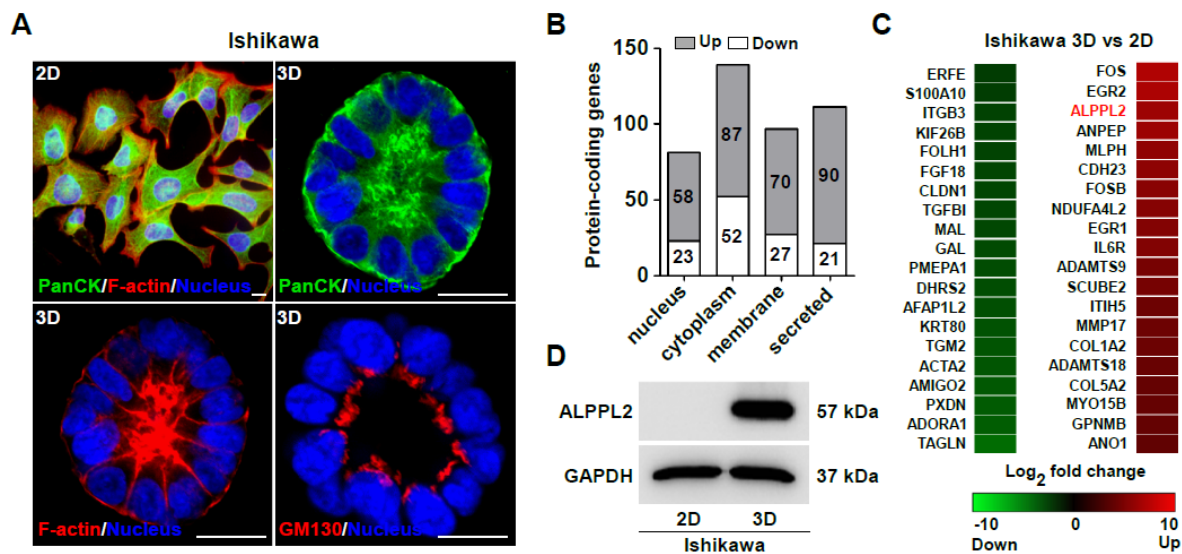 A
Ishikawa
2D
3D
PanCK/F-actin/Nucleus
PanCK/Nucleus
3D
3D
F-actin/Nucleus
GM130/Nucleus
B
Up Down
Protein-coding genes
150
100
50
0
58
23
87
52
70
27
90
21
nucleus
cytoplasm
membrane
secreted
C
Ishikawa 3D vs 2D
ERFE
S100A10
ITGB3
KIF26B
FOLH1
FGF18
CLDN1
TGFBI
MAL
GAL
PMEPA1
DHRS2
AFAP1L2
KRT80
TGM2
ACTA2
AMIGO2
PXDN
ADORA1
TAGLN
FOS
EGR2
ALPPL2
ANPEP
MLPH
CDH23
FOSB
NDUFA4L2
EGR1
IL6R
ADAMTS9
SCUBE2
ITIH5
MMP17
COL1A2
ADAMTS18
COL5A2
MYO15B
GPNMB
ANO1
Log2 fold change
-10 0 10
Down Up
D
ALPPL2 57 kDa
GAPDH 37 kDa
2D 3D
Ishikawa